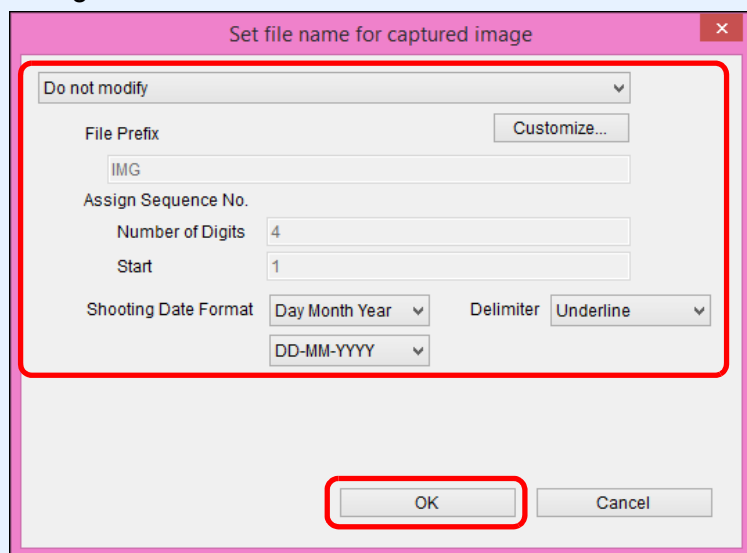 Set file name for captured image
Do not modify
File Prefix
Customize...
IMG
Assign Sequence No.
Number of Digits 4
Start 1
Shooting Date Format Day Month Year Delimiter Underline
DD-MM-YYYY
OK Cancel